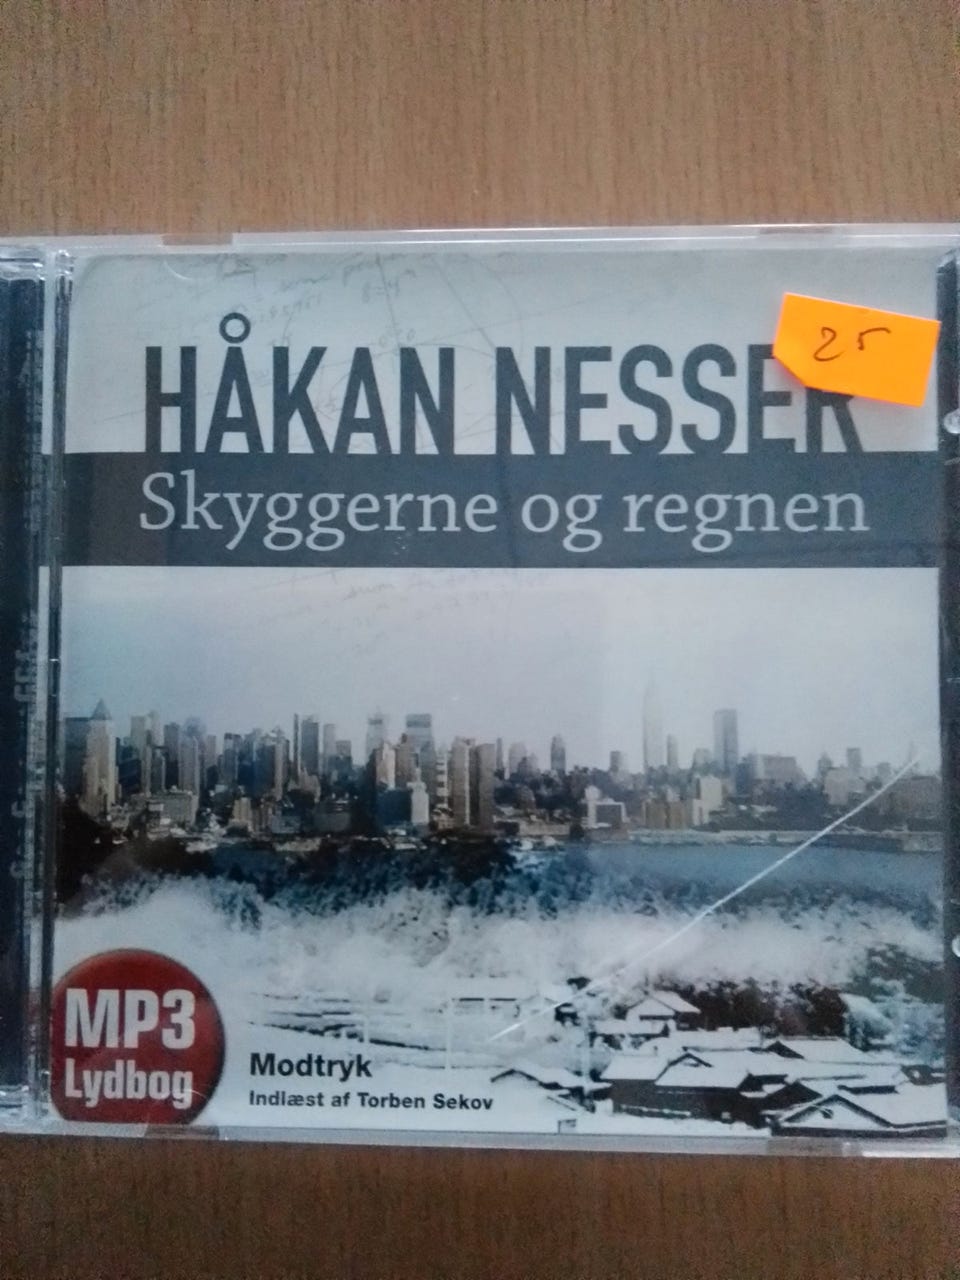 HÅKAN NESSER
25
Skyggerne og regnen
MP3
Lydbog
Modtryk
Indlæst af Torben Sekov